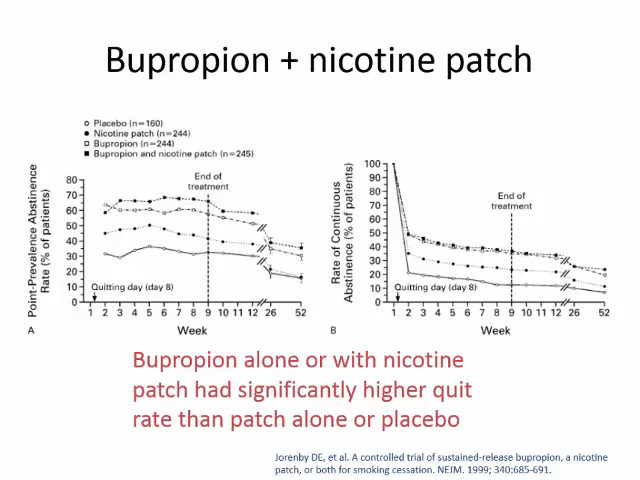 Bupropion + nicotine patch
Placebo (n=160)
Nicotine patch (n=244)
Bupropion (n=244)
Bupropion and nicotine patch (n=245)
Point-Prevalence Abstinence
Rate (% of patients)
80
70
60
50
40
30
20
10
0
End of
treatment
Quitting day (day 8)
1 2 3 4 5 6 7 8 9 10 11 12 26 52
A
Week
Rate of Continuous
Abstinence (% of patients)
100
90
80
70
60
50
40
30
20
10
0
End of
treatment
Quitting day (day 8)
1 2 3 4 5 6 7 8 9 10 11 12 26 52
B
Week
Bupropion alone or with nicotine
patch had significantly higher quit
rate than patch alone or placebo
Jorenby DE, et al. A controlled trial of sustained-release bupropion, a nicotine
patch, or both for smoking cessation. NEJM. 1999; 340:685-691.